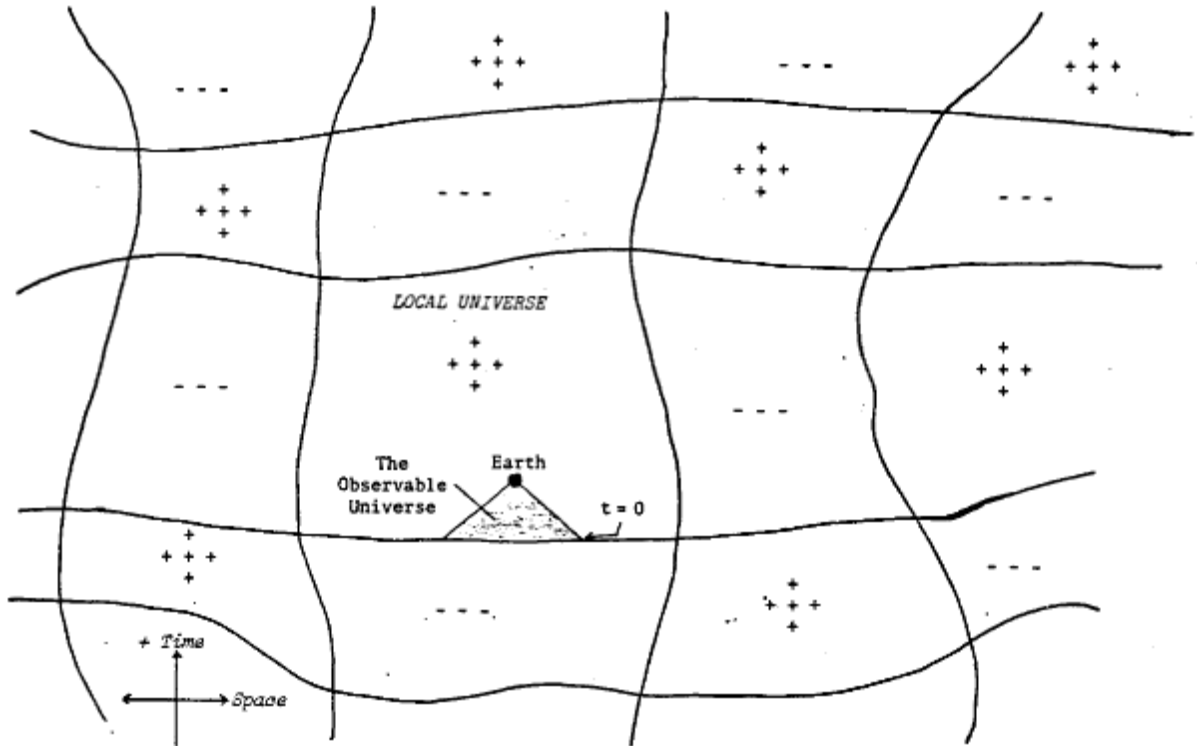 - - -
+
+ + +
+
- - -
+
+ + +
+
+
+ + +
+
- - -
+
+ + +
+
- - -
LOCAL UNIVERSE
- - -
+
+ + +
+
- - -
+
+ + +
+
The
Observable
Universe
Earth
t = 0
+
+ + +
+
- - -
+
+ + +
+
- - -
+ Time
Space